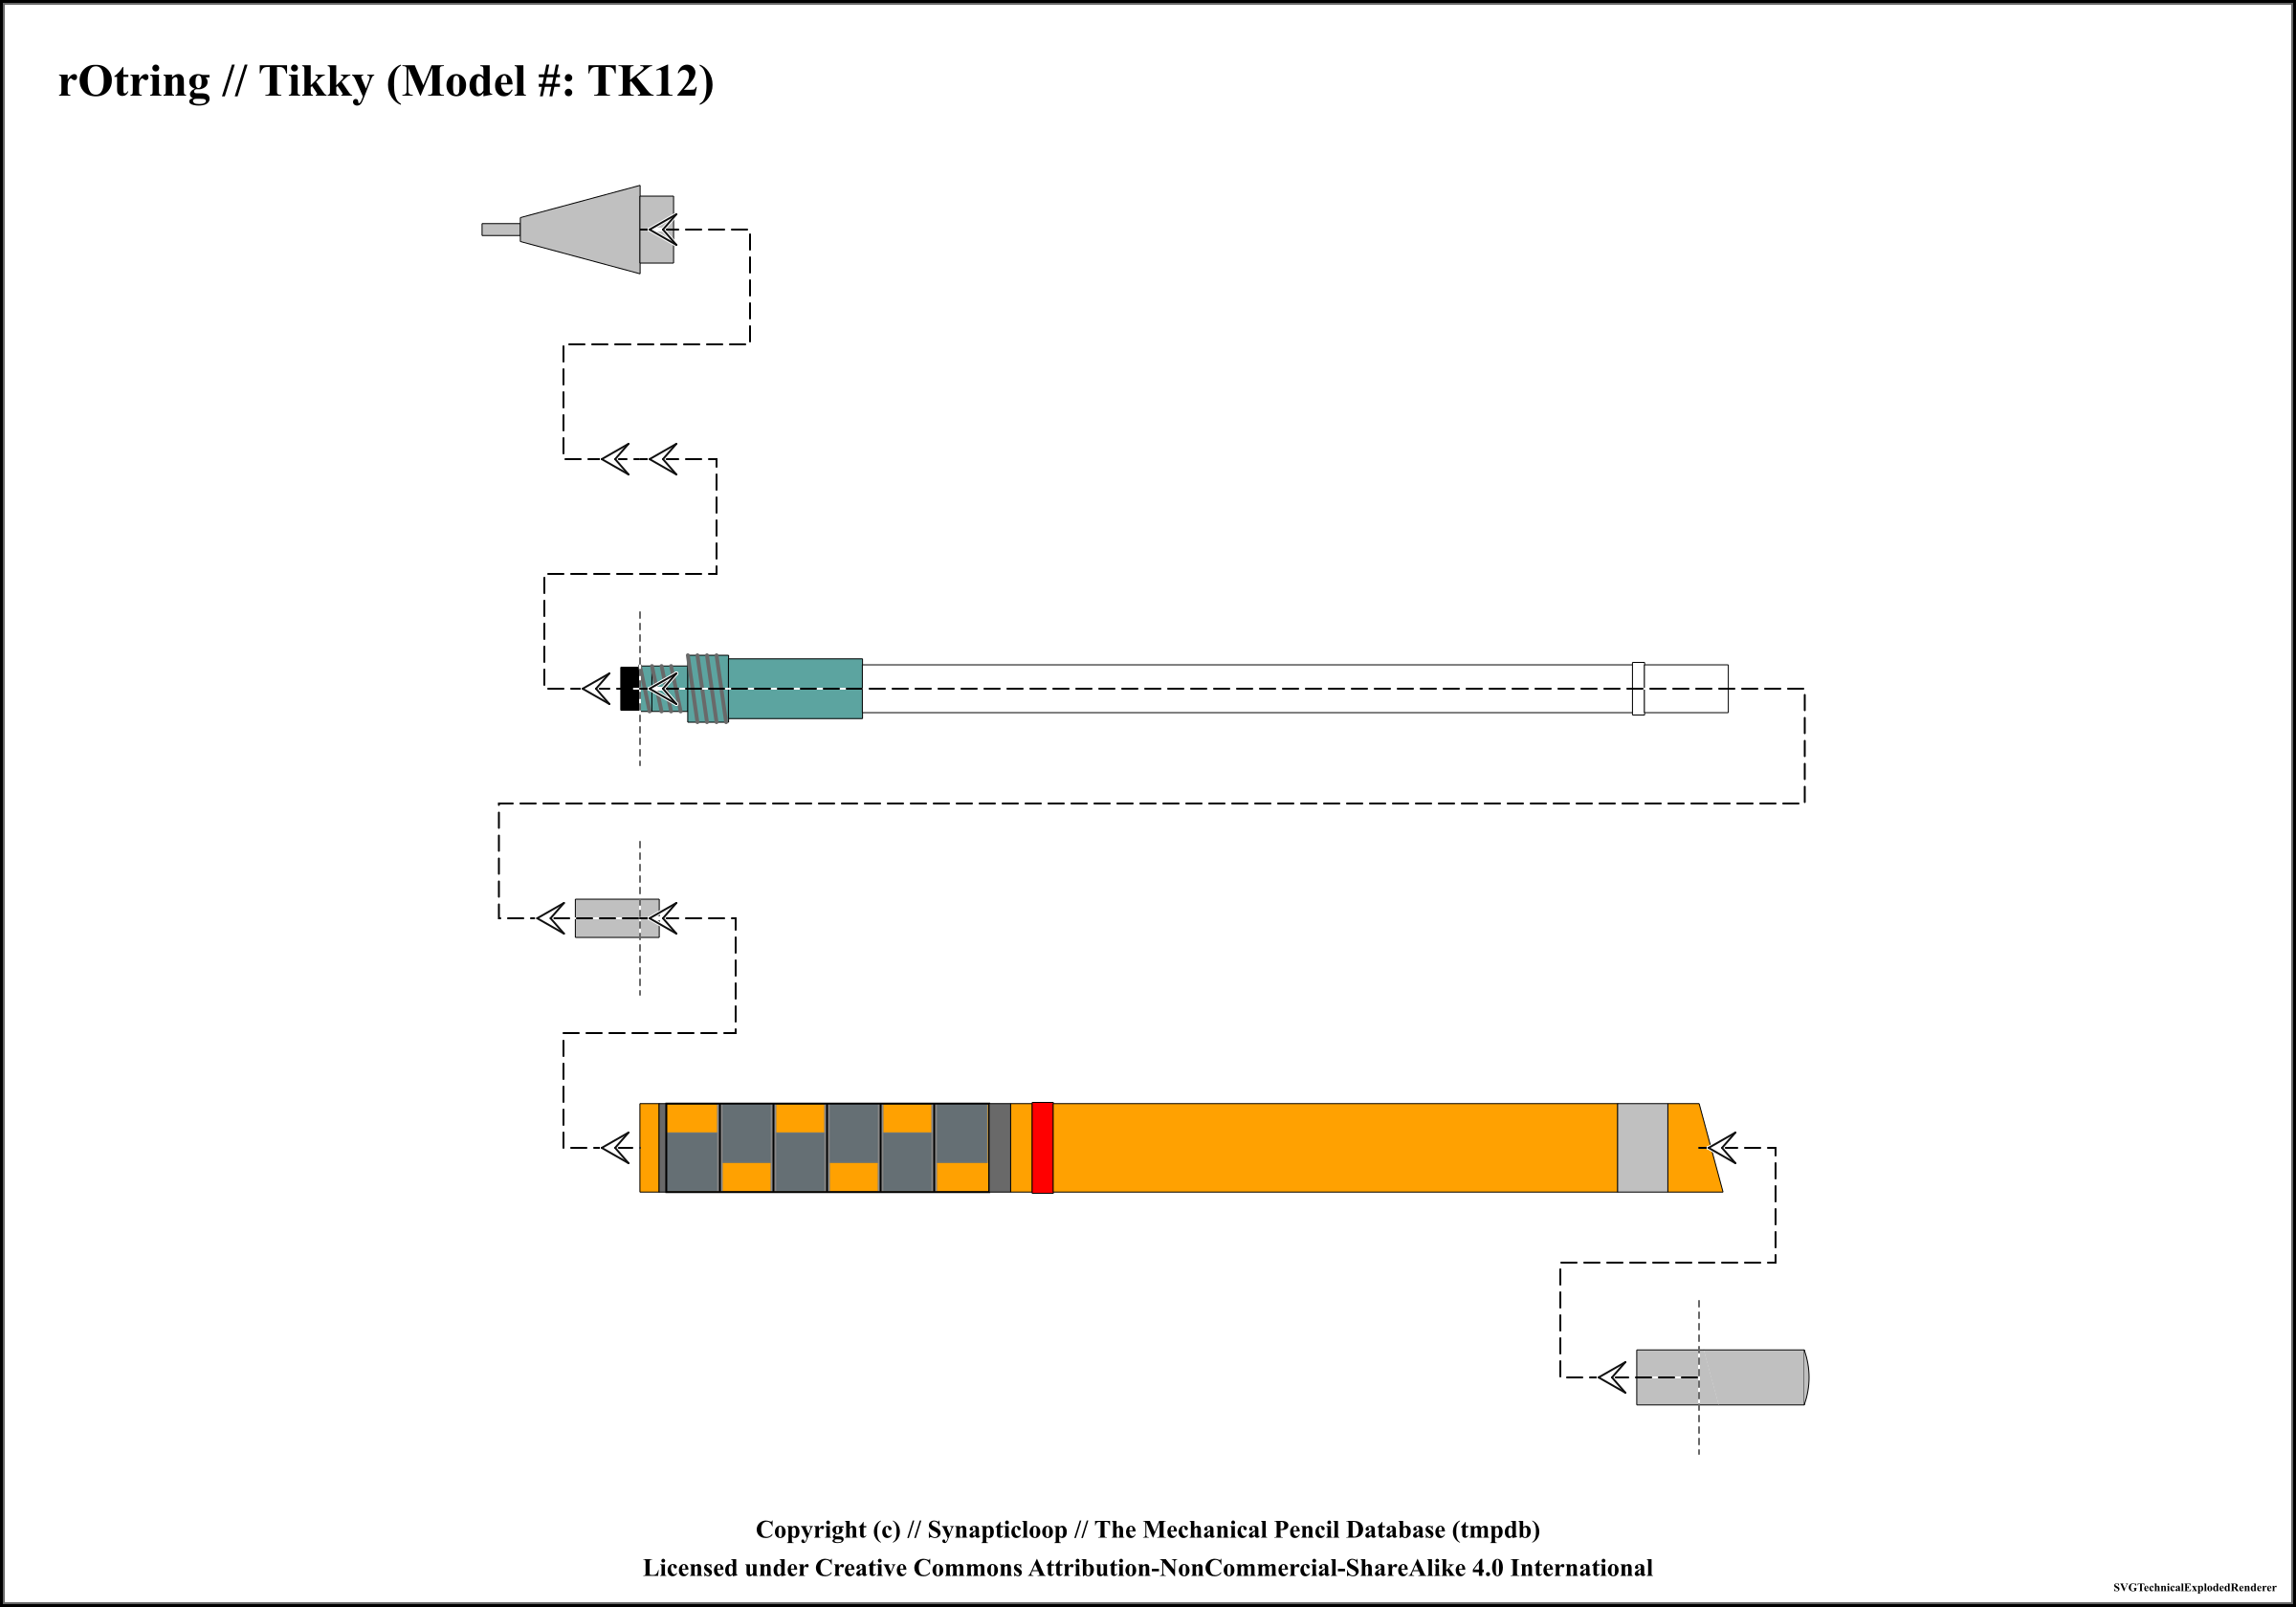 rOtring // Tikky (Model #: TK12)
Copyright (c) // Synapticloop // The Mechanical Pencil Database (tmpdb)
Licensed under Creative Commons Attribution-NonCommercial-ShareAlike 4.0 International
SVGTechnicalExplodedRenderer